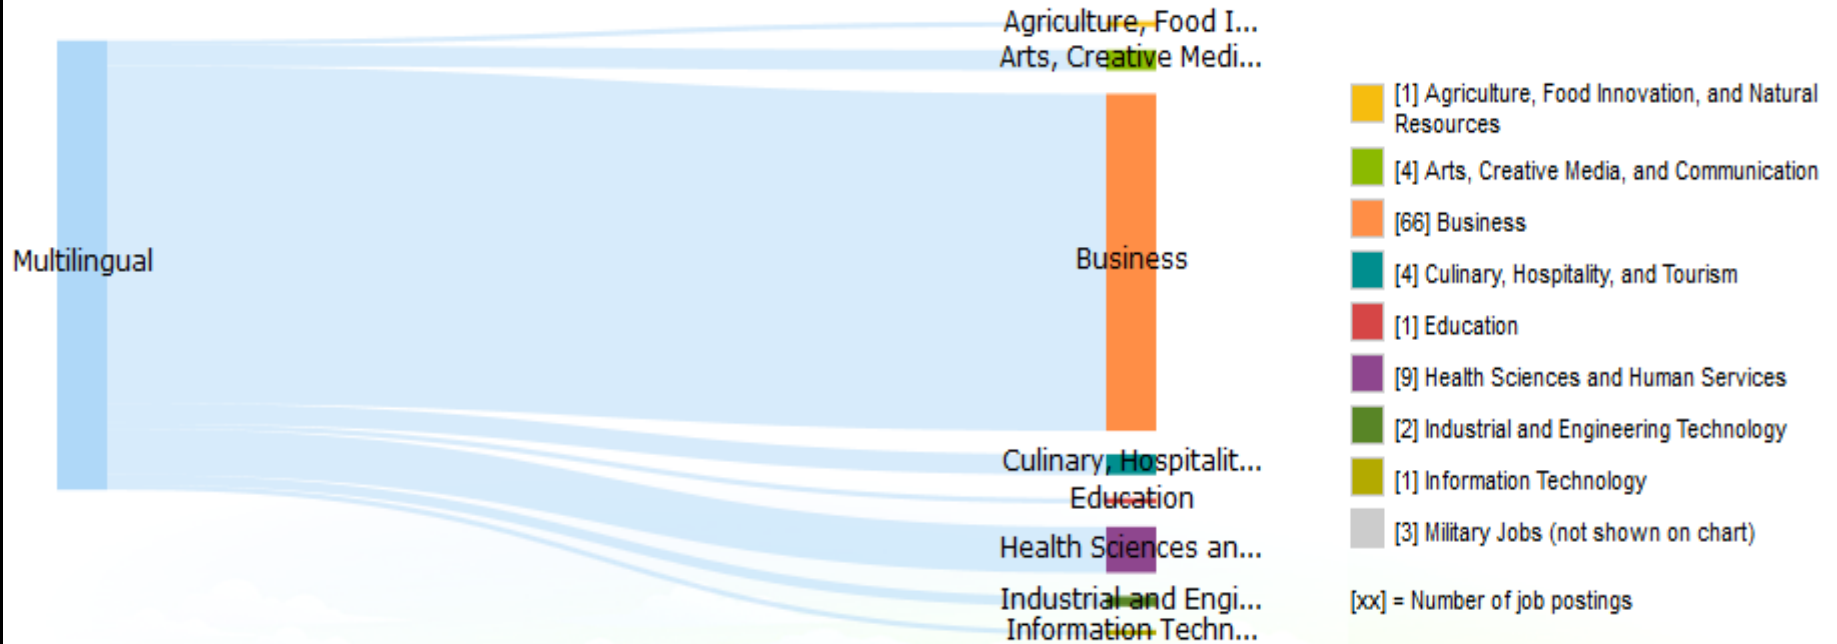 Multilingual
Agriculture, Food I...
Arts, Creative Medi...
Business
Culinary, Hospitalit...
Education
Health Sciences an...
Industrial and Engi...
Information Techn...
[1] Agriculture, Food Innovation, and Natural
Resources
[4] Arts, Creative Media, and Communication
[66] Business
[4] Culinary, Hospitality, and Tourism
[1] Education
[9] Health Sciences and Human Services
[2] Industrial and Engineering Technology
[1] Information Technology
[3] Military Jobs (not shown on chart)
[xx] = Number of job postings